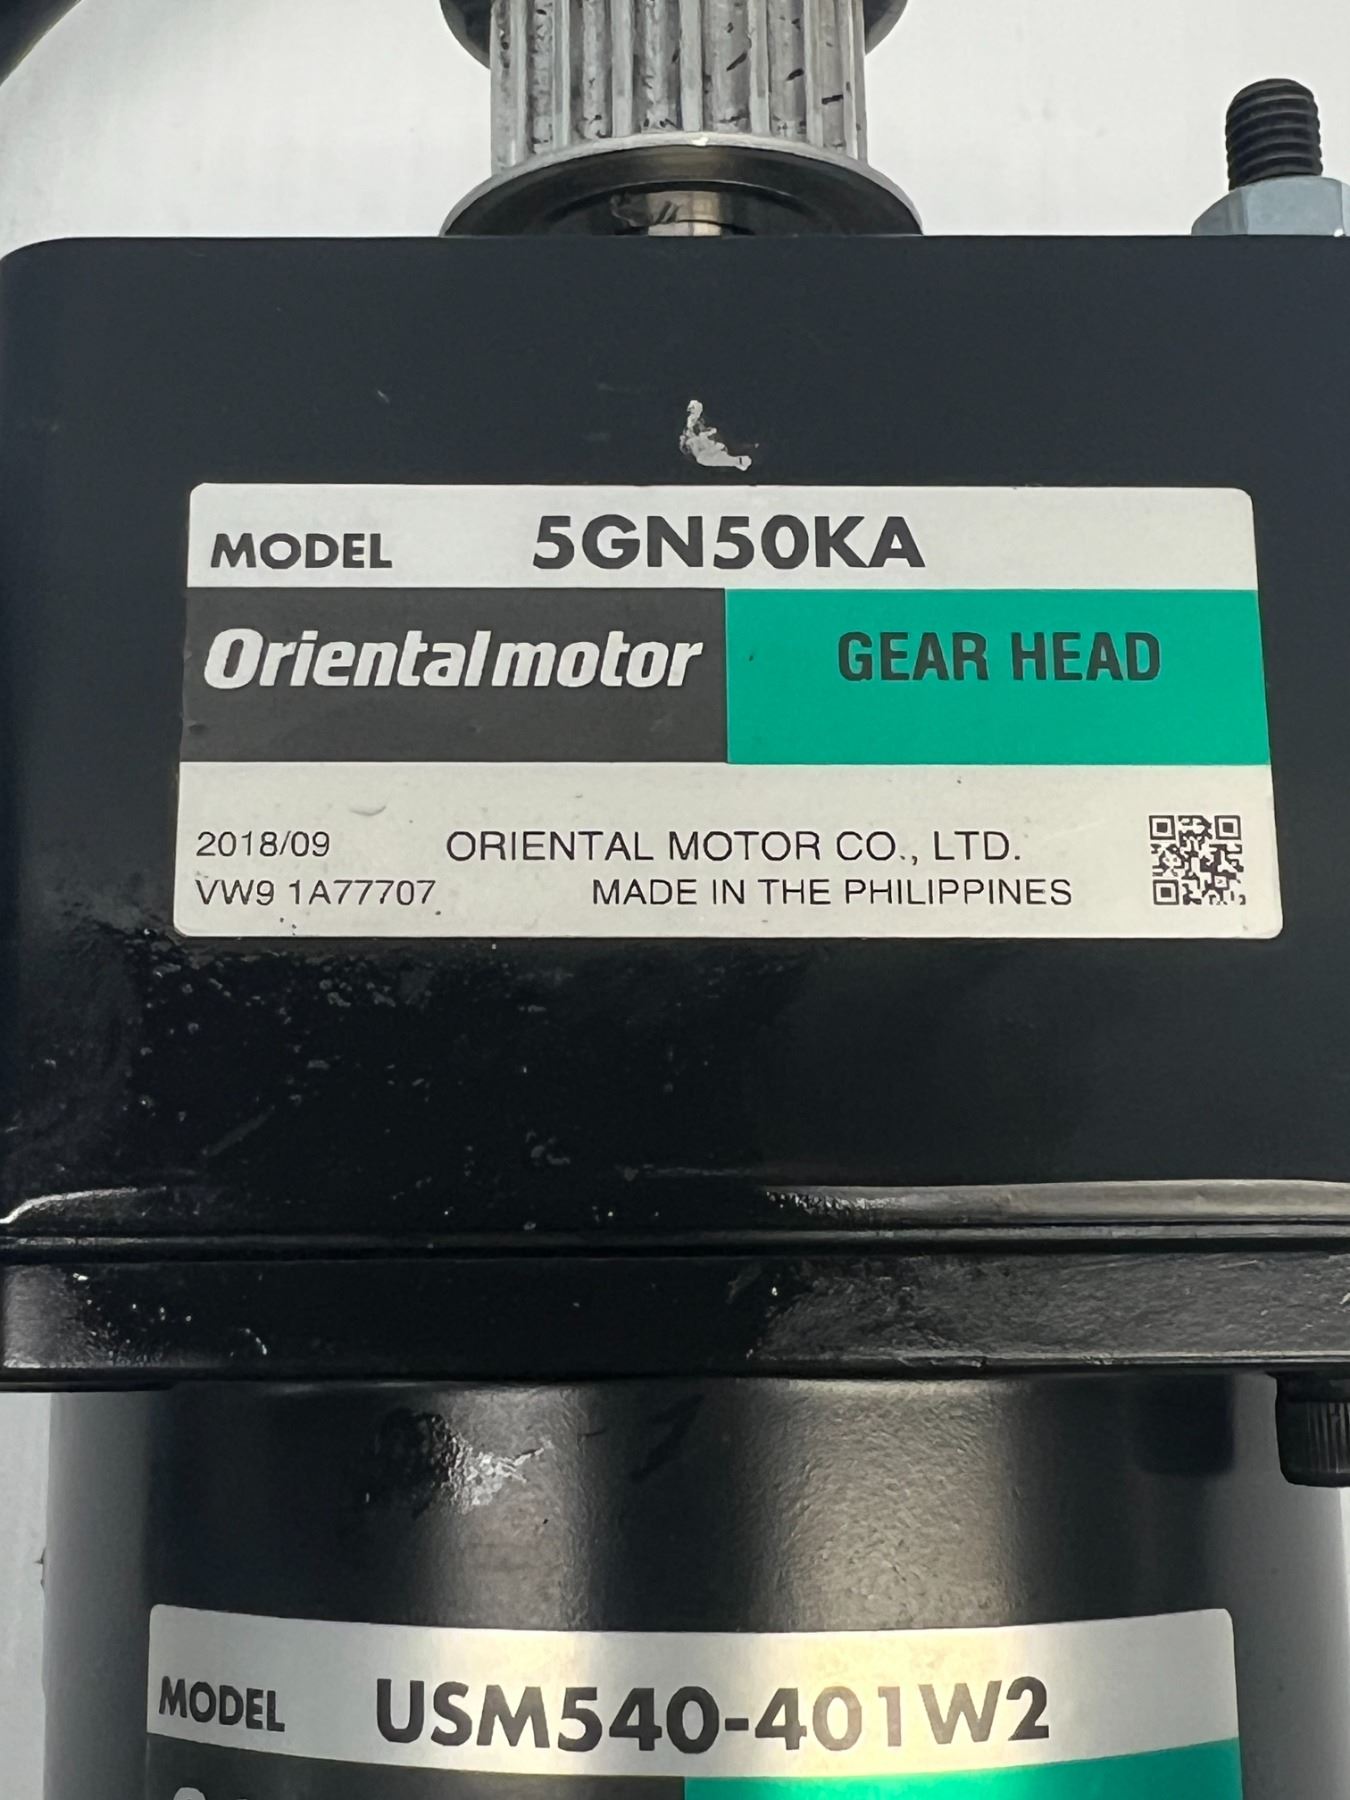 MODEL 5GN50KA
Orientalmotor GEAR HEAD
2018/09 ORIENTAL MOTOR CO., LTD.
VW9 1A77707 MADE IN THE PHILIPPINES
MODEL USM540-401W2